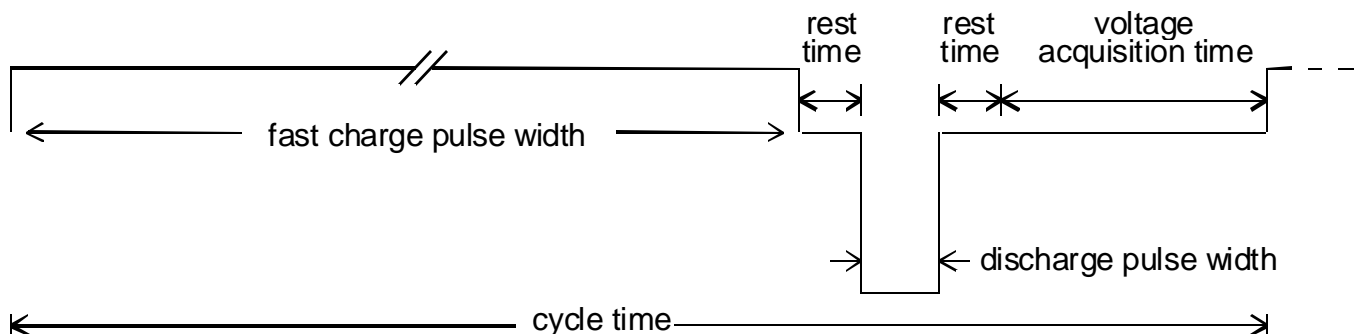 rest
time
rest
time
voltage
acquisition time
fast charge pulse width
discharge pulse width
cycle time